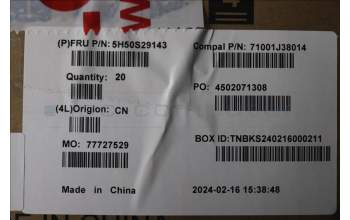 (P)FRU P/N: 5H50S29143 Compal P/N: 71001J38014
Quantity: 20
PO: 4502071308
(4L)Origion: CN
MO: 77727529
BOX ID:TNBKS240216000211
Made in China 2024-02-16 15:38:48